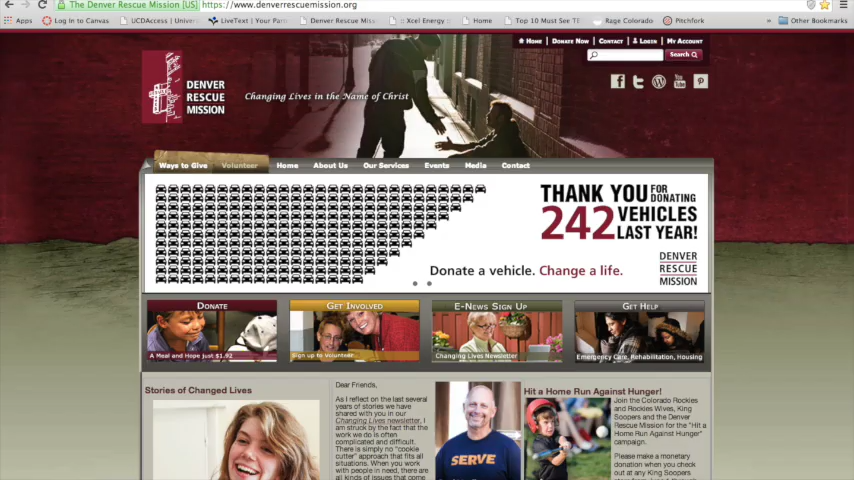 The Denver Rescue Mission [US] https://www.denverrescuemission.org
Apps Log In to Canvas UCDAccess | Univers LiveText | Your Part Denver Rescue Missi Xcel Energy Home Top 10 Must See TE Rage Colorado Pitchfork » Other Bookmarks
Home | Donate Now | Contact | Login | My Account
Search
DENVER
RESCUE
MISSION
Changing Lives in the Name of Christ
Ways to Give Volunteer Home About Us Our Services Events Media Contact
THANK YOU FOR DONATING
242 VEHICLES LAST YEAR!
Donate a vehicle. Change a life.
DENVER
RESCUE
MISSION
Donate
A Meal and Hope just $1.92
Get Involved
Sign up to Volunteer
E-News Sign Up
Changing Lives Newsletter
Get Help
Emergency Care, Rehabilitation, Housing
Stories of Changed Lives
Dear Friends,
As I reflect on the last several
years of stories we have
shared with you in our
Changing Lives newsletter, I
am struck by the fact that the
work we do is often
complicated and difficult.
There is simply no "cookie
cutter" approach that fits all
situations. When you work
with people in need, there are
all kinds of issues that come
SERVE
Hit a Home Run Against Hunger!
Join the Colorado Rockies
and Rockies Wives, King
Soopers and the Denver
Rescue Mission for the "Hit a
Home Run Against Hunger"
campaign.
Please make a monetary
donation when you check
out at any King Soopers